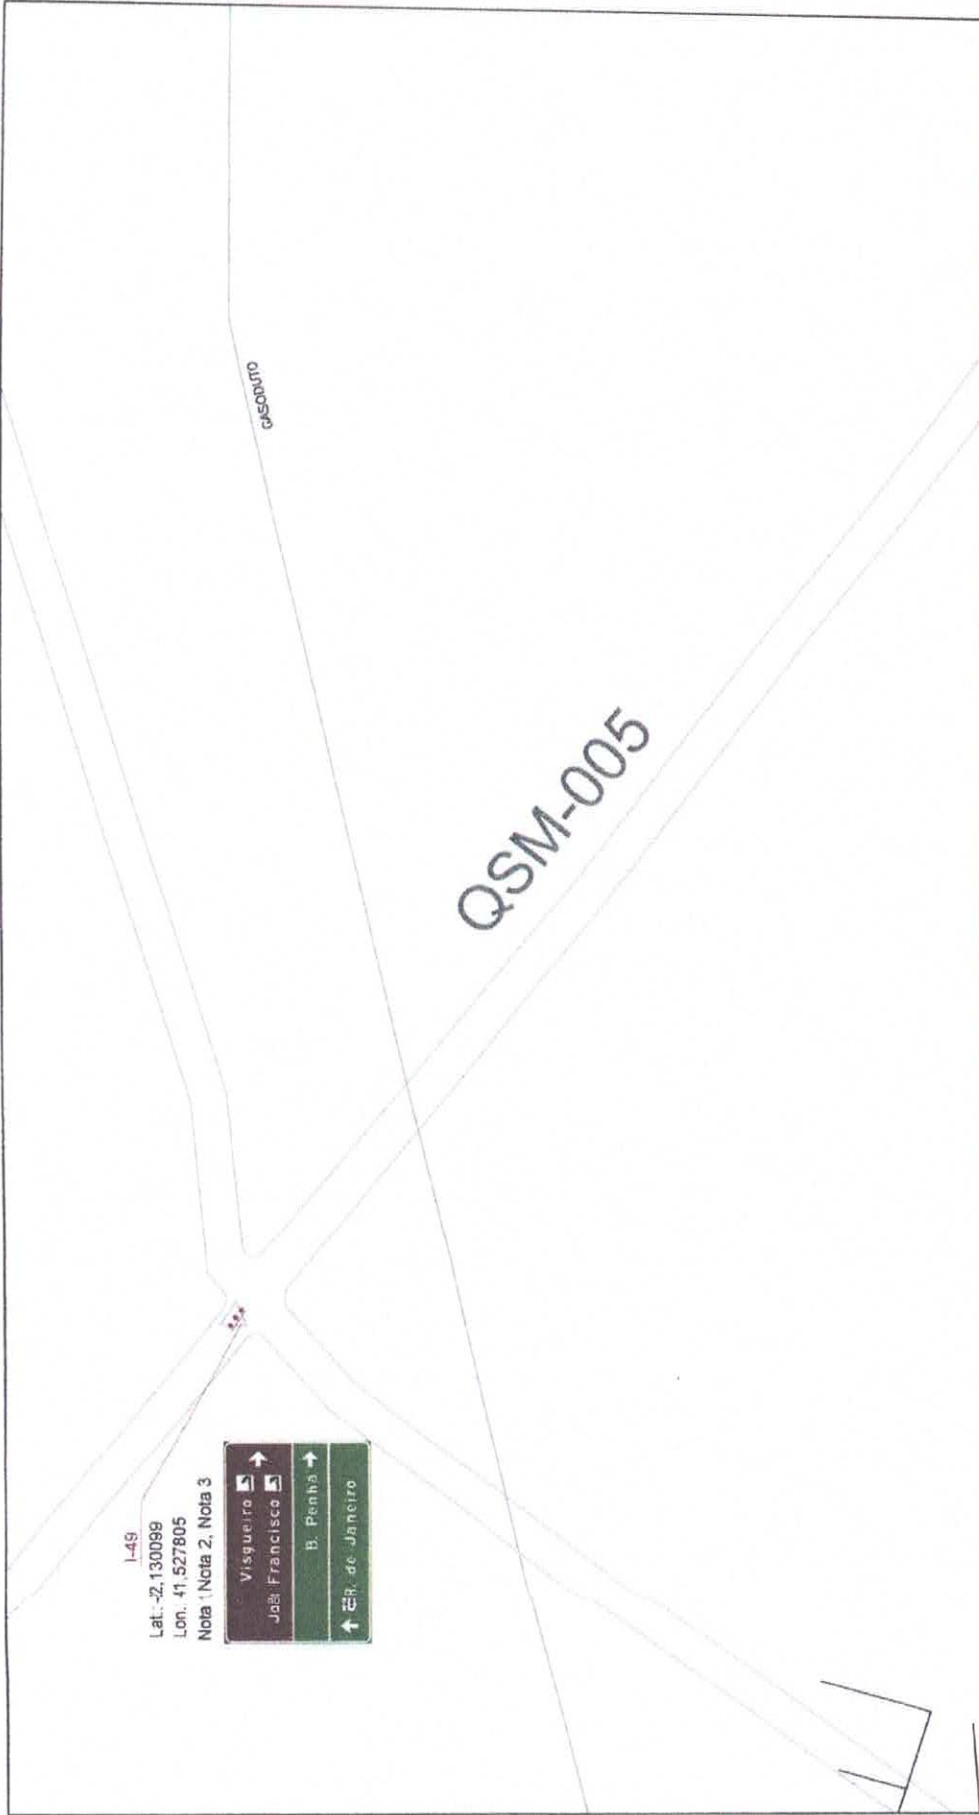 I-49
Lat.: -2,130099
Lon. 41,527805
Nota 1 Nota 2, Nota 3
Visgueiro
João Francisco
B. Penha
R. de Janeiro
GASODUTO
QSM-005